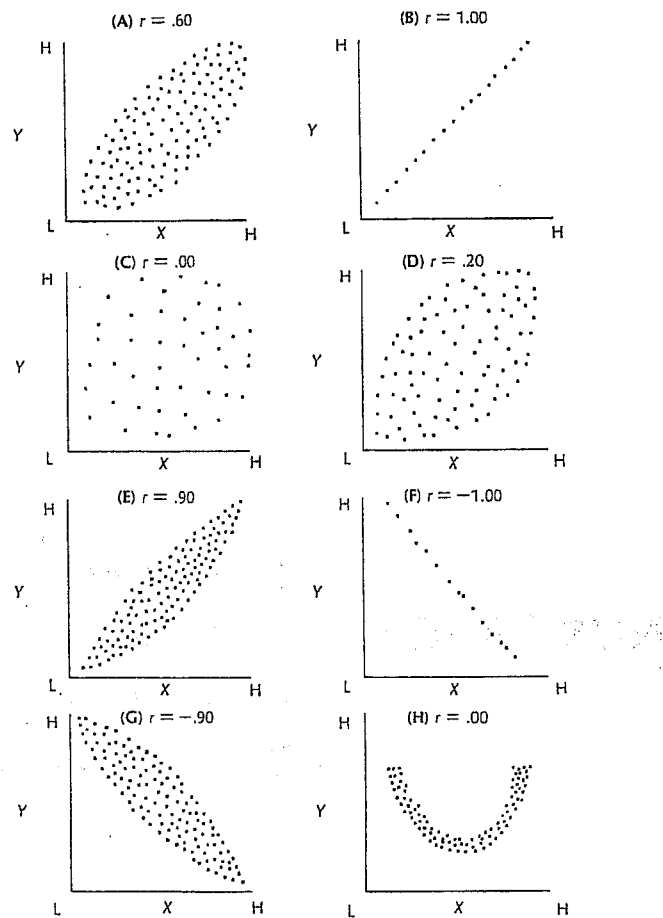 (A) r = .60
H
Y
L
X
H
(B) r = 1.00
H
Y
L
X
H
(C) r = .00
H
Y
L
X
H
(D) r = .20
H
Y
L
X
H
(E) r = .90
H
Y
L
X
H
(F) r = −1.00
H
Y
L
X
H
(G) r = −.90
H
Y
L
X
H
(H) r = .00
H
Y
L
X
H